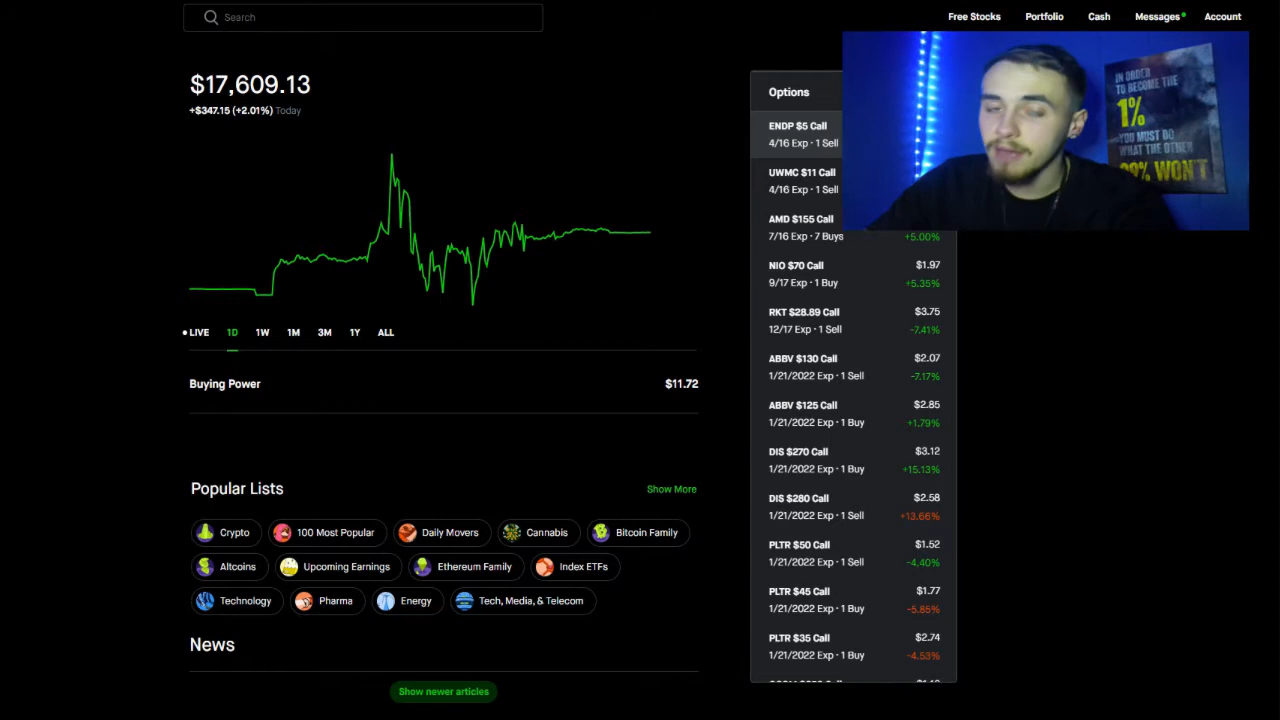 Search
Free Stocks
Portfolio
Cash
Messages
Account
$17,609.13
+$347.15 (+2.01%) Today
LIVE
1D
1W
1M
3M
1Y
ALL
Buying Power
$11.72
Popular Lists
Show More
Crypto
100 Most Popular
Daily Movers
Cannabis
Bitcoin Family
Altcoins
Upcoming Earnings
Ethereum Family
Index ETFs
Technology
Pharma
Energy
Tech, Media, & Telecom
News
Show newer articles
Options
ENDP $5 Call
4/16 Exp · 1 Sell
UWMC $11 Call
4/16 Exp · 1 Sell
AMD $155 Call
7/16 Exp · 7 Buys
+5.00%
NIO $70 Call
$1.97
9/17 Exp · 1 Buy
+5.35%
RKT $28.89 Call
$3.75
12/17 Exp · 1 Sell
-7.41%
ABBV $130 Call
$2.07
1/21/2022 Exp · 1 Sell
-7.17%
ABBV $125 Call
$2.85
1/21/2022 Exp · 1 Buy
+1.79%
DIS $270 Call
$3.12
1/21/2022 Exp · 1 Buy
+15.13%
DIS $280 Call
$2.58
1/21/2022 Exp · 1 Sell
+13.66%
PLTR $50 Call
$1.52
1/21/2022 Exp · 1 Sell
-4.40%
PLTR $45 Call
$1.77
1/21/2022 Exp · 1 Buy
-5.85%
PLTR $35 Call
$2.74
1/21/2022 Exp · 1 Buy
-4.53%
IN ORDER
TO BECOME THE
1%
YOU MUST DO
WHAT THE OTHER
99% WON'T